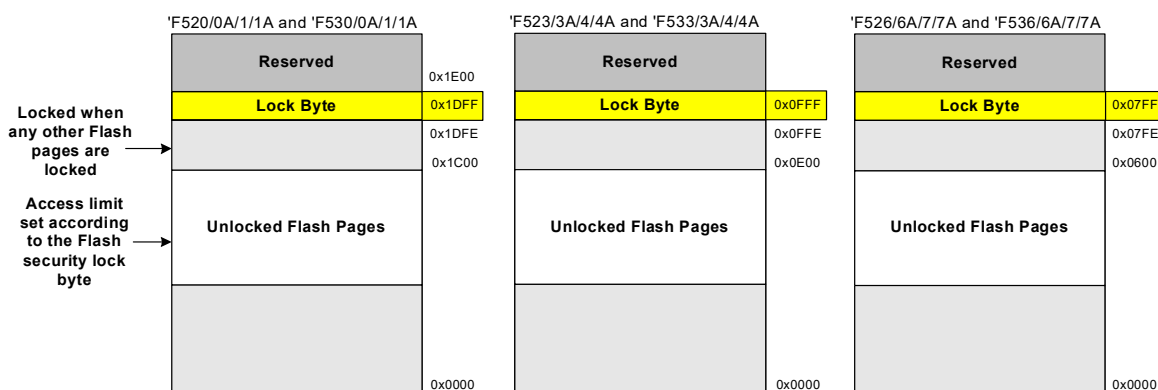 'F520/0A/1/1A and 'F530/0A/1/1A
Reserved
0x1E00
Lock Byte
0x1DFF
0x1DFE
0x1C00
Unlocked Flash Pages
0x0000
Locked when
any other Flash
pages are
locked
Access limit
set according
to the Flash
security lock
byte
'F523/3A/4/4A and 'F533/3A/4/4A
Reserved
Lock Byte
0x0FFF
0x0FFE
0x0E00
Unlocked Flash Pages
0x0000
'F526/6A/7/7A and 'F536/6A/7/7A
Reserved
Lock Byte
0x07FF
0x07FE
0x0600
Unlocked Flash Pages
0x0000